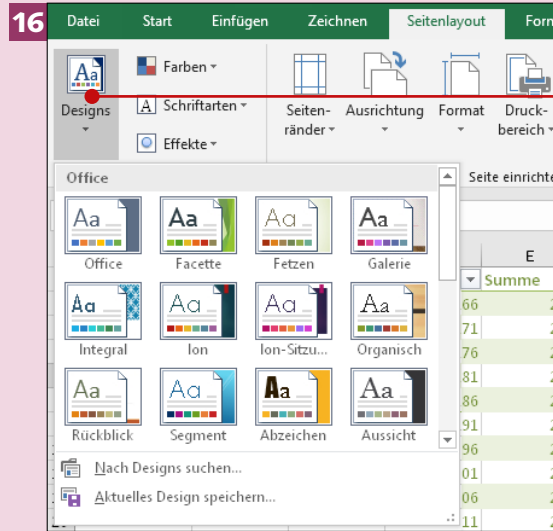 16
Datei Start Einfügen Zeichnen Seitenlayout
Farben
Schriftarten
Effekte
Designs
Seiten-
ränder
Ausrichtung
Format
Druck-
bereich
Seite einrichte
Office
Aa Aa Aa Aa
Office Facette Fetzen Galerie
Aa Aa Aa Aa
Integral Ion Ion-Sitzu... Organisch
Aa Aa Aa Aa
Rückblick Segment Abzeichen Aussicht
Nach Designs suchen...
Aktuelles Design speichern...
E
Summe
66
71
76
81
86
91
96
01
06
11